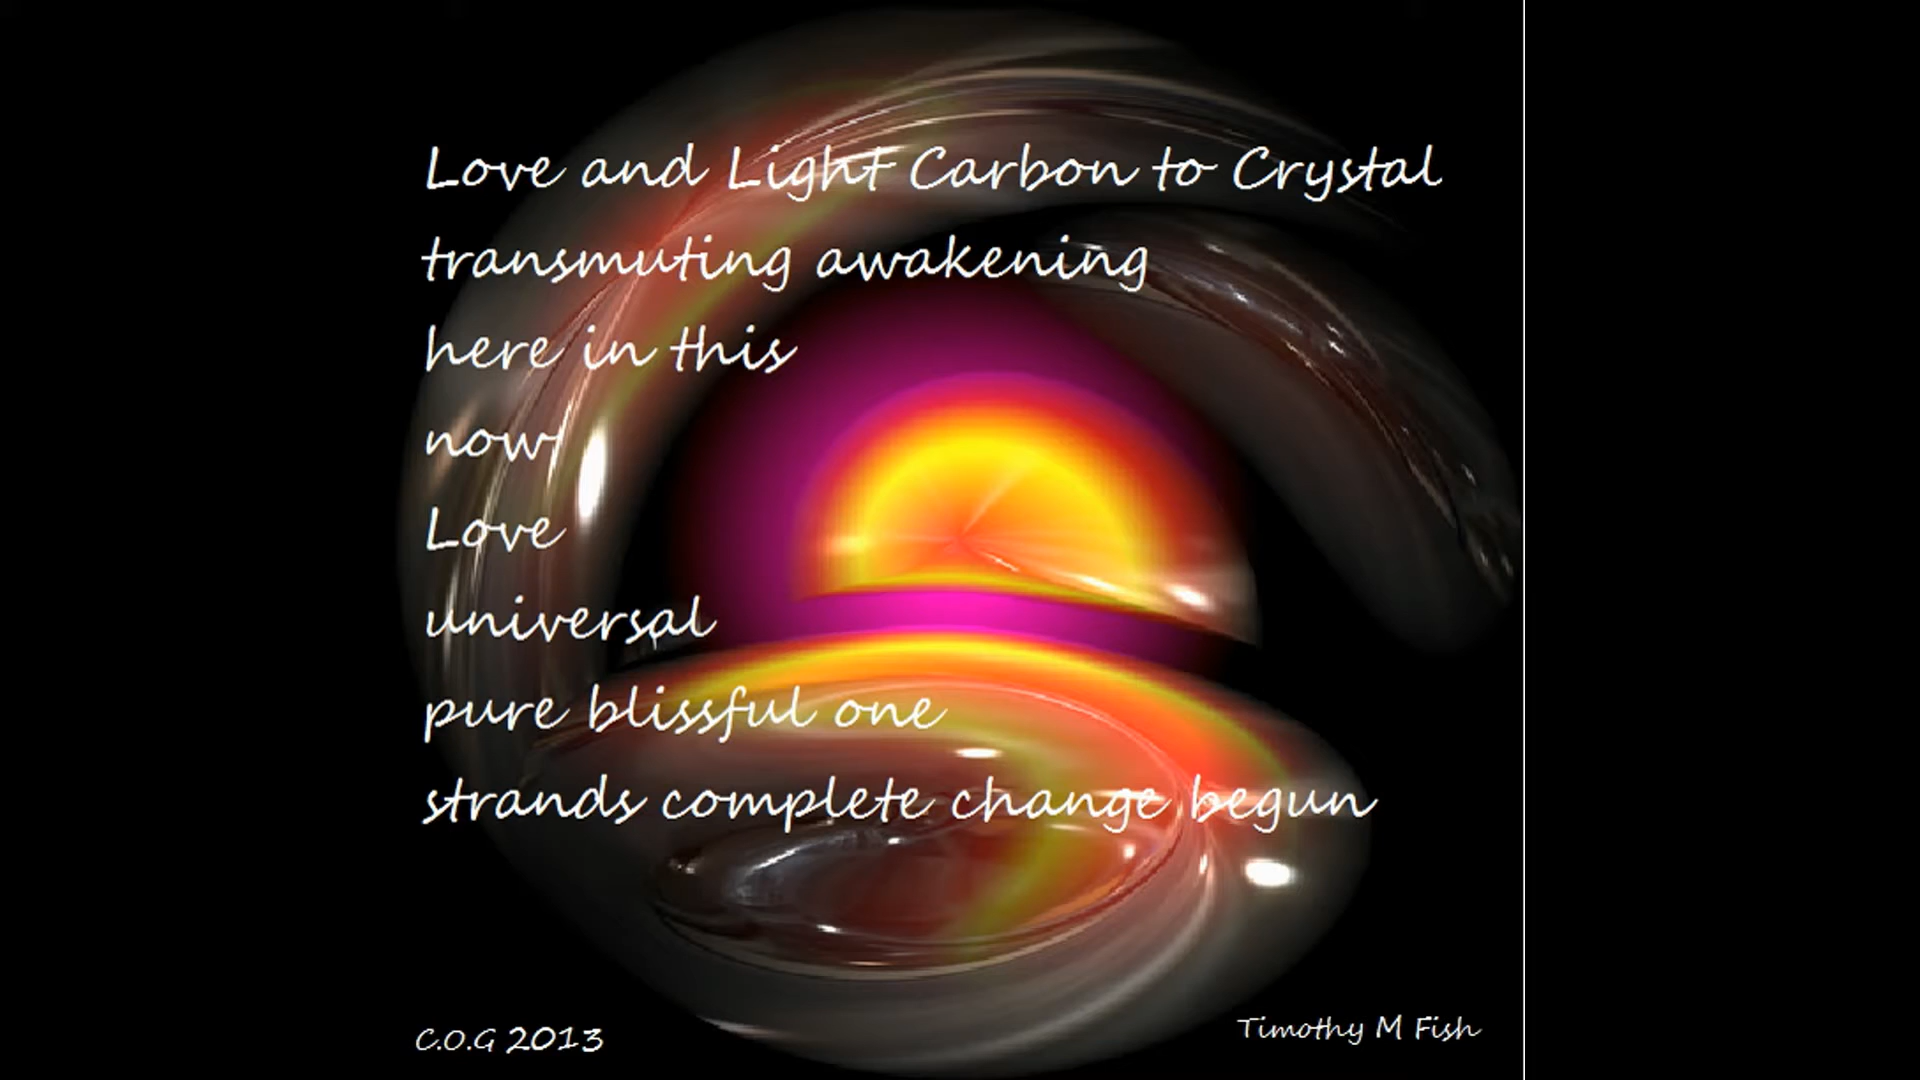 Love and Light Carbon to Crystal
transmuting awakening
here in this
now
Love
universal
pure blissful one
strands complete change begun
C.O.G 2013
Timothy M Fish